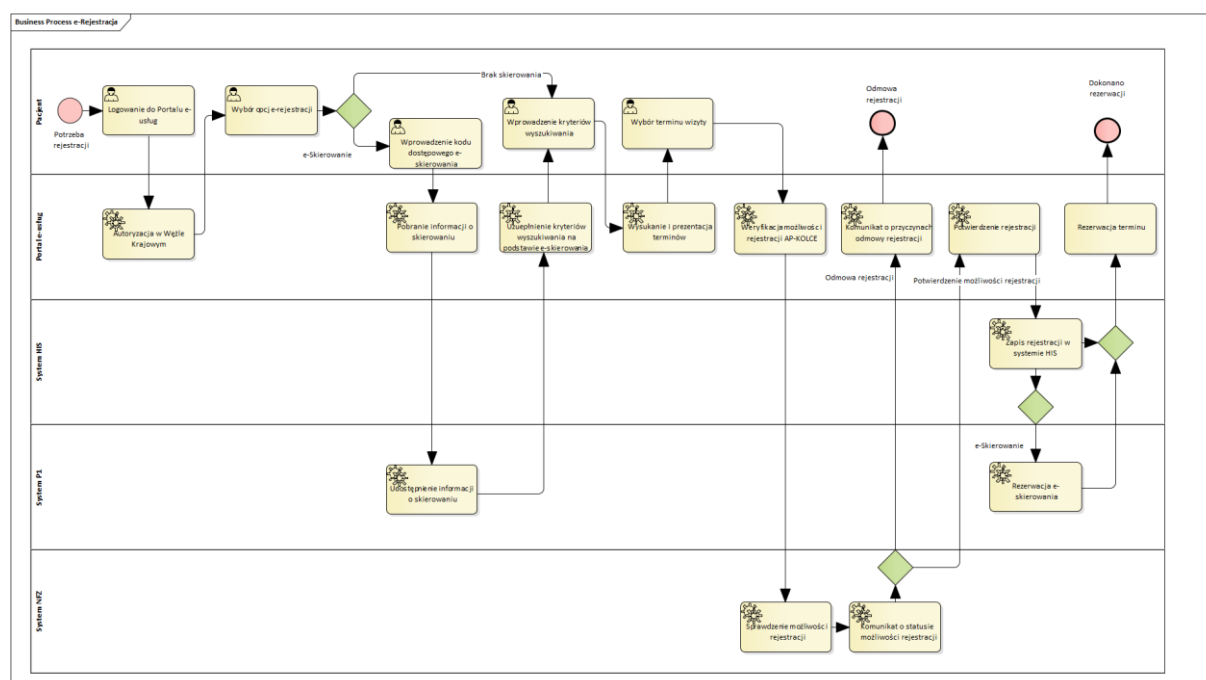 Business Process e-Rejestracja
Pacjent
Potrzeba
rejestracji
Logowanie do Portalu e-
usług
Wybór opcji e-rejestracji
Brak skierowania
e-Skierowanie
Wprowadzenie kodu
dostępowego e-
skierowania
Wprowadzenie kryteriów
wyszukiwania
Wybór terminu wizyty
Odmowa
rejestracji
Dokonano
rezerwacji
Portal e-usług
Autoryzacja w Węźle
Krajowym
Pobranie informacji o
skierowaniu
Uzuepłnienie kryteriów
wyszukiwania na
podstawie e-skierowania
Wysukanie i prezentacja
terminów
Weryfikacja możliwości
rejestracji AP-KOLCE
Komunikat o przyczynach
odmowy rejestracji
Potwierdzenie rejestracji
Rezerwacja terminu
Odmowa rejestracji
Potwierdzenie możliwości rejestracji
System HIS
Zapis rejestracji w
systemie HIS
e-Skierowanie
System P1
Udostępnienie informacji
o skierowaniu
Rezerwacja e-
skierowania
System NFZ
Sprawdzenie możliwości
rejestracji
Komunikat o statusie
możliwości rejestracji